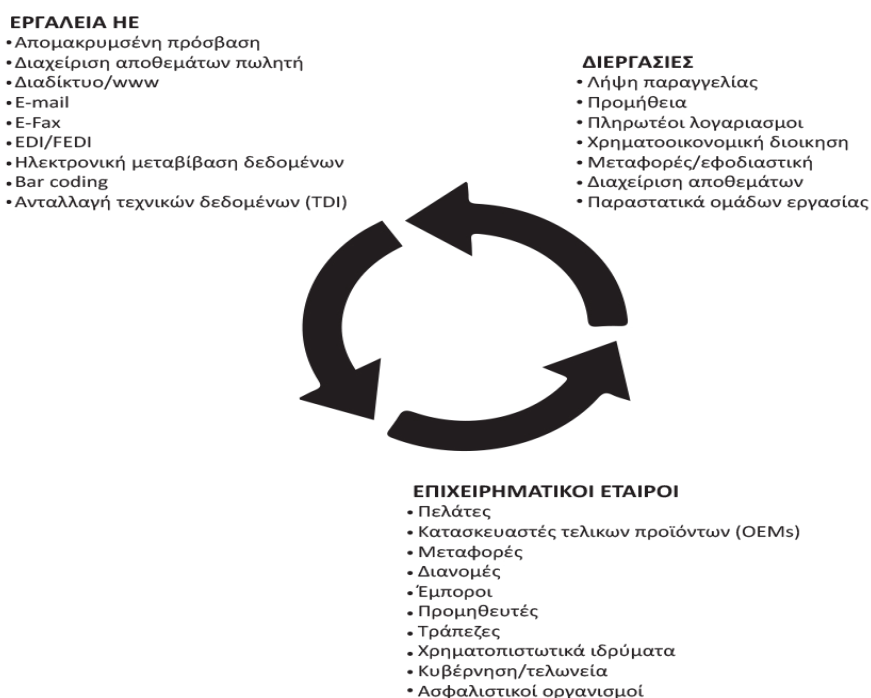 ΕΡΓΑΛΕΙΑ ΗΕ
• Απομακρυμσένη πρόσβαση
• Διαχείριση αποθεμάτων πωλητή
• Διαδίκτυο/www
• E-mail
• E-Fax
• EDI/FEDI
• Ηλεκτρονική μεταβίβαση δεδομένων
• Bar coding
• Ανταλλαγή τεχνικών δεδομένων (TDI)
ΔΙΕΡΓΑΣΙΕΣ
• Λήψη παραγγελίας
• Προμήθεια
• Πληρωτέοι λογαριασμοι
• Χρηματοοικονομική διοικηση
• Μεταφορές/εφοδιαστική
• Διαχείριση αποθεμάτων
• Παραστατικά ομάδων εργασίας
ΕΠΙΧΕΙΡΗΜΑΤΙΚΟΙ ΕΤΑΙΡΟΙ
• Πελάτες
• Κατασκευαστές τελικων προϊόντων (OEMs)
• Μεταφορές
• Διανομές
• Έμποροι
• Προμηθευτές
• Τράπεζες
• Χρηματοπιστωτικά ιδρύματα
• Κυβέρνηση/τελωνεία
• Ασφαλιστικοί οργανισμοί